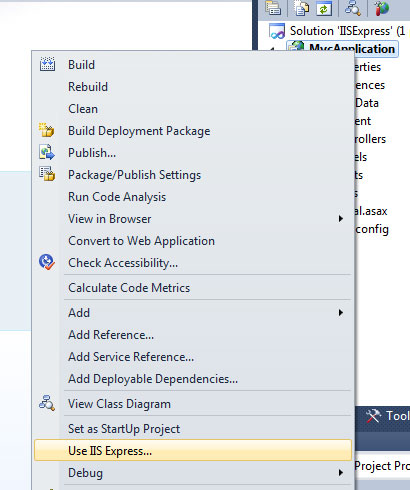 Solution 'IISExpress' (1
MvcApplication
Build
Rebuild
Clean
Build Deployment Package
Publish...
Package/Publish Settings
Run Code Analysis
View in Browser
Convert to Web Application
Check Accessibility...
Calculate Code Metrics
Add
Add Reference...
Add Service Reference...
Add Deployable Dependencies...
View Class Diagram
Set as StartUp Project
Use IIS Express...
Debug
perties
rences
Data
ent
rollers
els
ts
s
al.asax
config
Tool
Project Pro